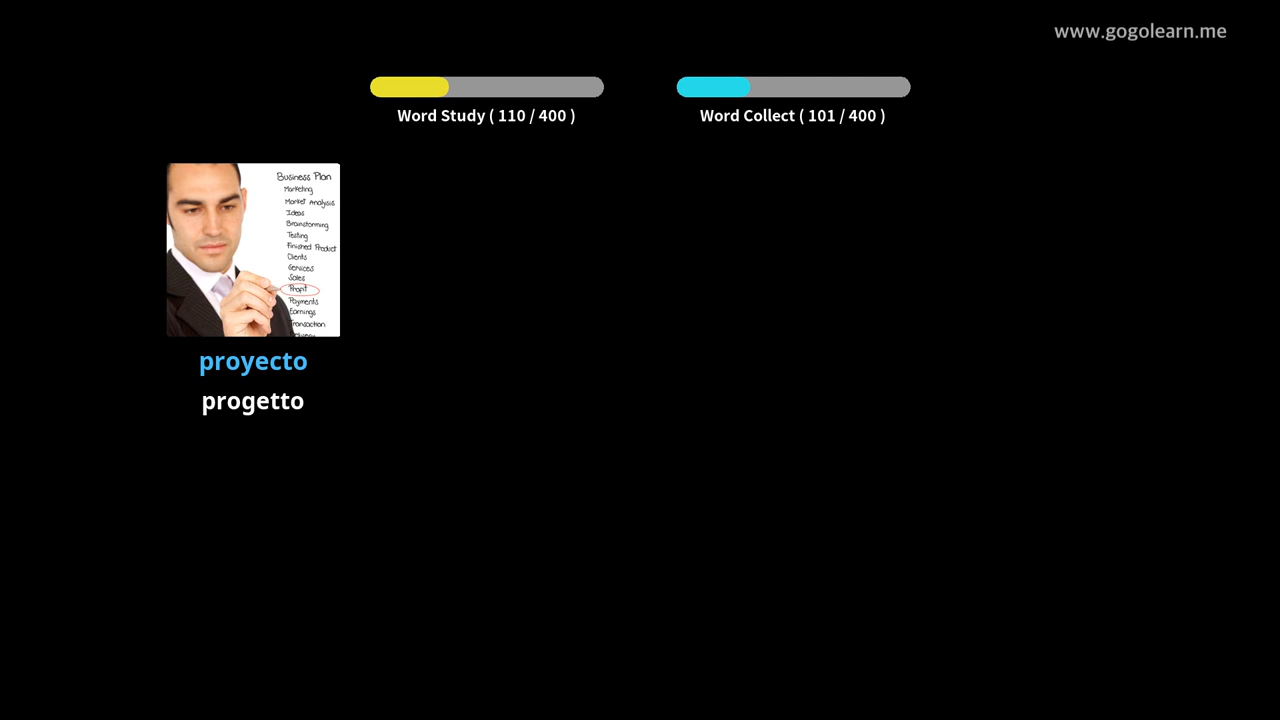 www.gogolearn.me
Word Study ( 110 / 400 )
Word Collect ( 101 / 400 )
Business Plan
Marketing
Market Analysis
Ideas
Brainstorming
Testing
Finished Product
Clients
Services
Sales
Profit
Payments
Earnings
Transaction
proyecto
progetto